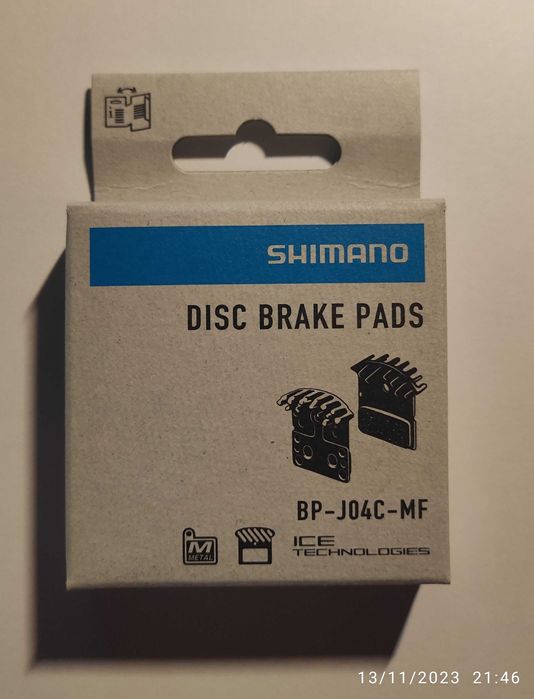 SHIMANO
DISC BRAKE PADS
BP-J04C-MF
M
METAL
ICE
TECHNOLOGIES
13/11/2023 21:46